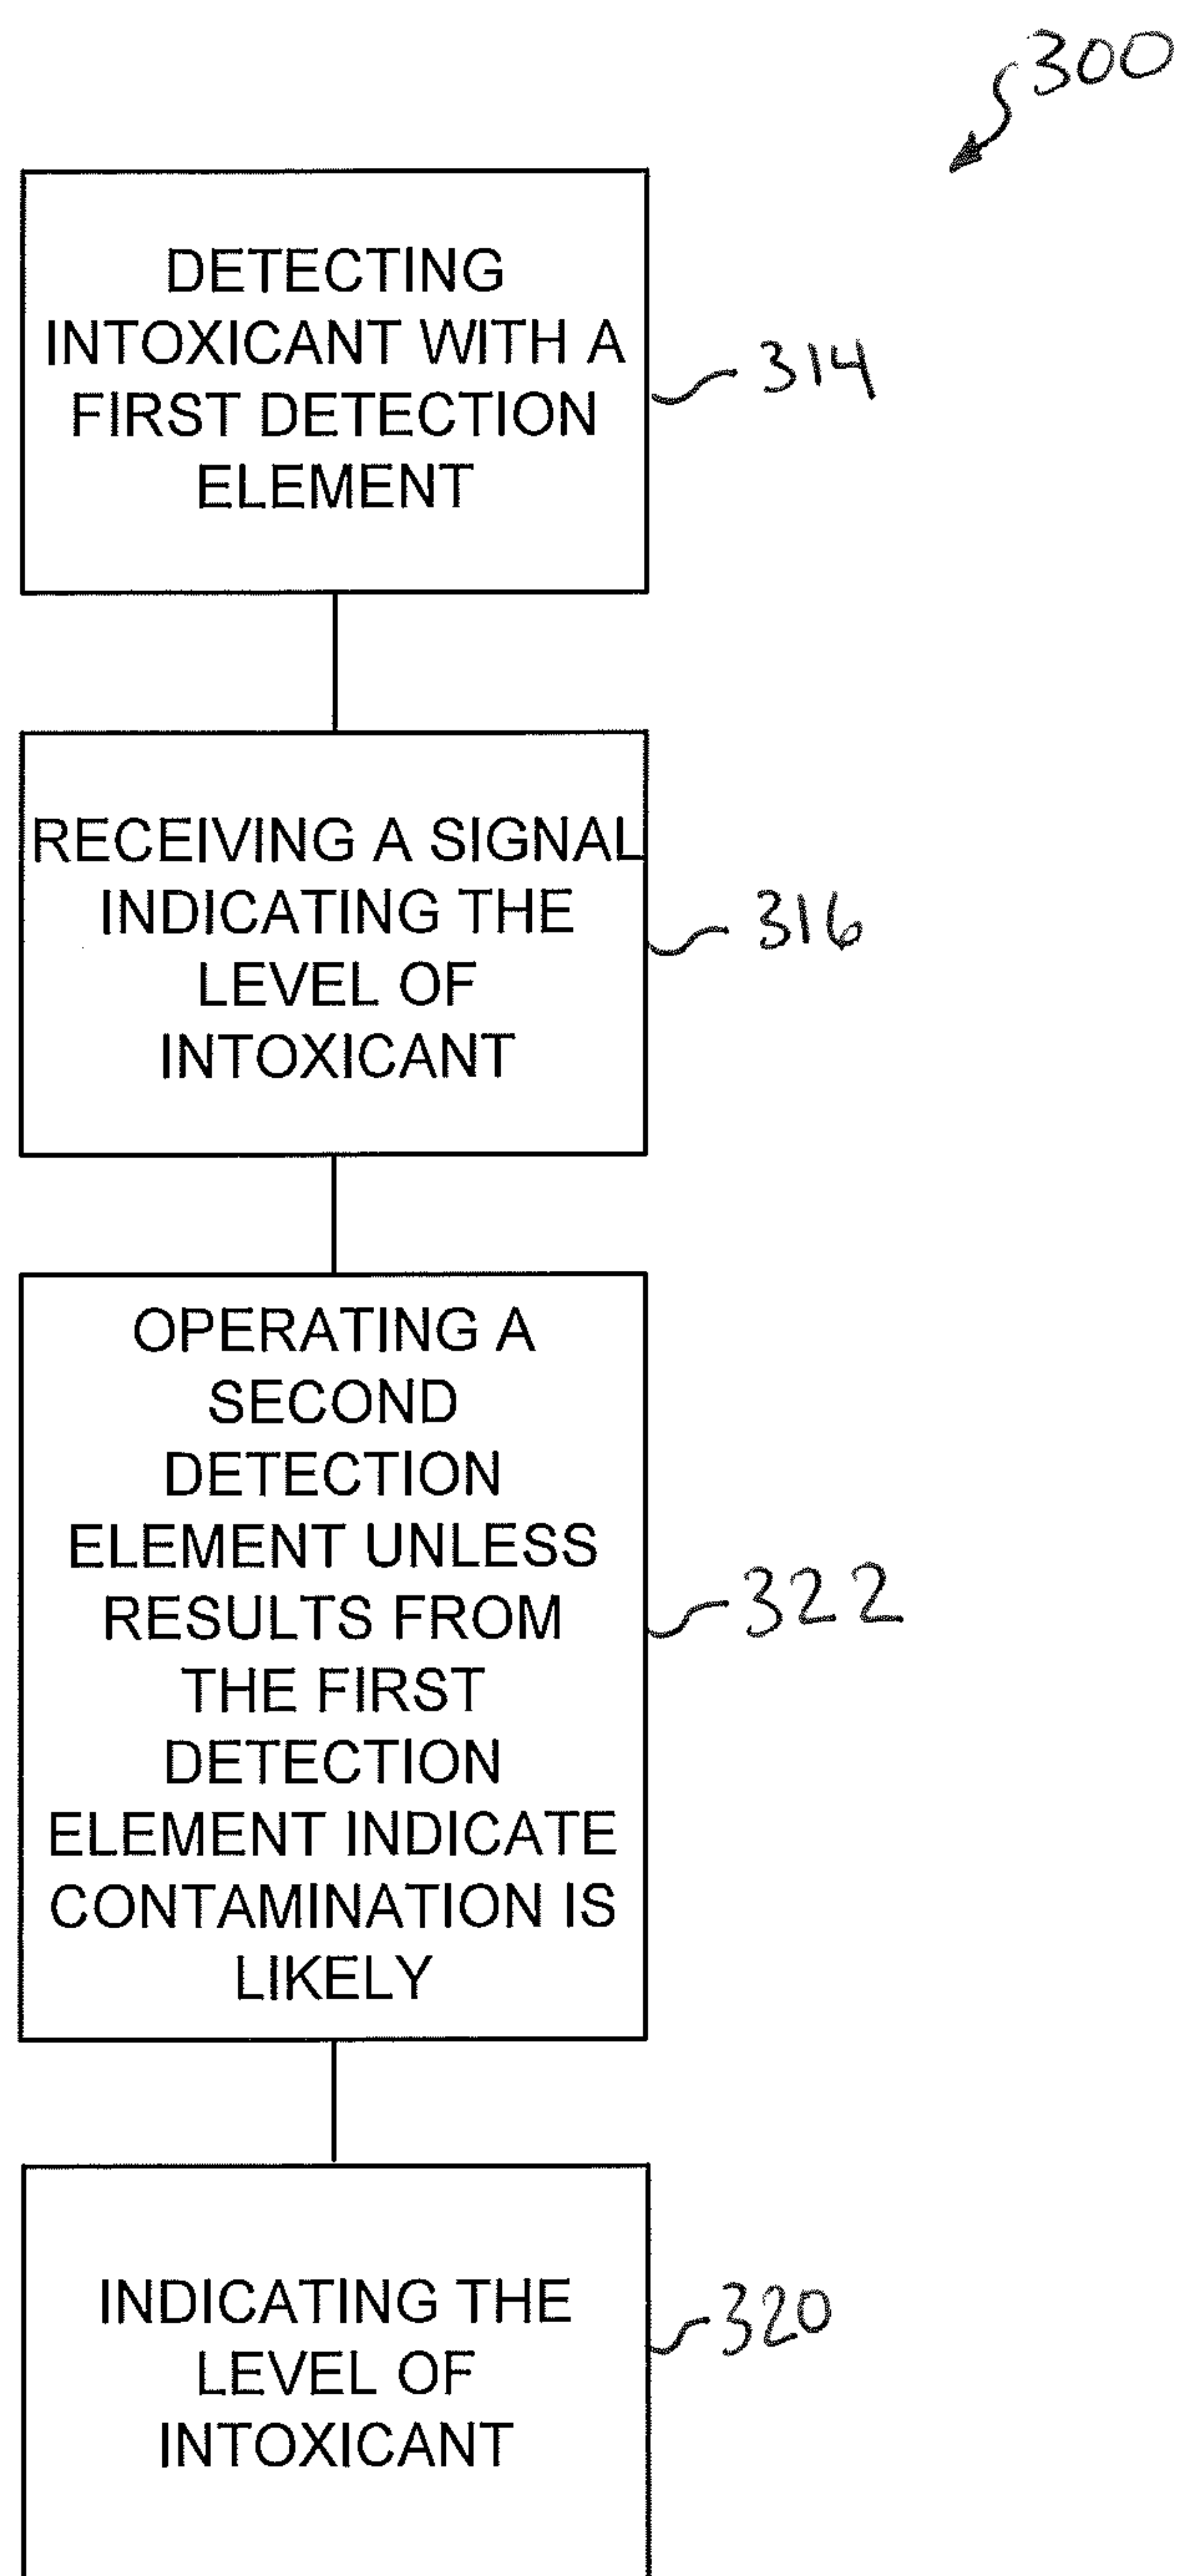 300
DETECTING
INTOXICANT WITH A
FIRST DETECTION
ELEMENT
314
RECEIVING A SIGNAL
INDICATING THE
LEVEL OF
INTOXICANT
316
OPERATING A
SECOND
DETECTION
ELEMENT UNLESS
RESULTS FROM
THE FIRST
DETECTION
ELEMENT INDICATE
CONTAMINATION IS
LIKELY
322
INDICATING THE
LEVEL OF
INTOXICANT
320